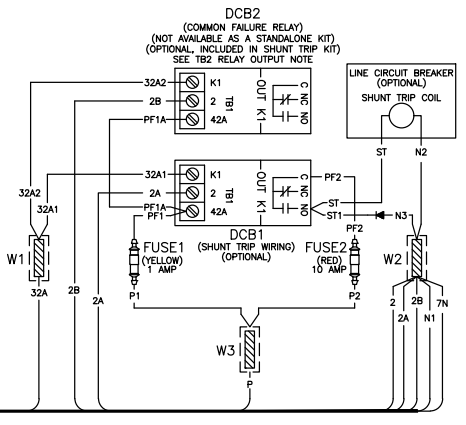 DCB2
(COMMON FAILURE RELAY)
(NOT AVAILABLE AS A STANDALONE KIT)
(OPTIONAL, INCLUDED IN SHUNT TRIP KIT)
SEE TB2 RELAY OUTPUT NOTE
32A2 K1
2B 2
PF1A 42A
TB1
OUT K1
C NC NO
LINE CIRCUIT BREAKER
(OPTIONAL)
SHUNT TRIP COIL
ST N2
32A1 K1
2A 2
PF1A 42A
PF1
TB1
OUT K1
C NC NO
PF2
ST
ST1 N3
PF2
32A2
32A1
DCB1
(SHUNT TRIP WIRING)
(OPTIONAL)
FUSE1
(YELLOW)
1 AMP
FUSE2
(RED)
10 AMP
W1
W2
32A
2B
2A
P1
P2
2
2A
2B
N1
7N
W3
P